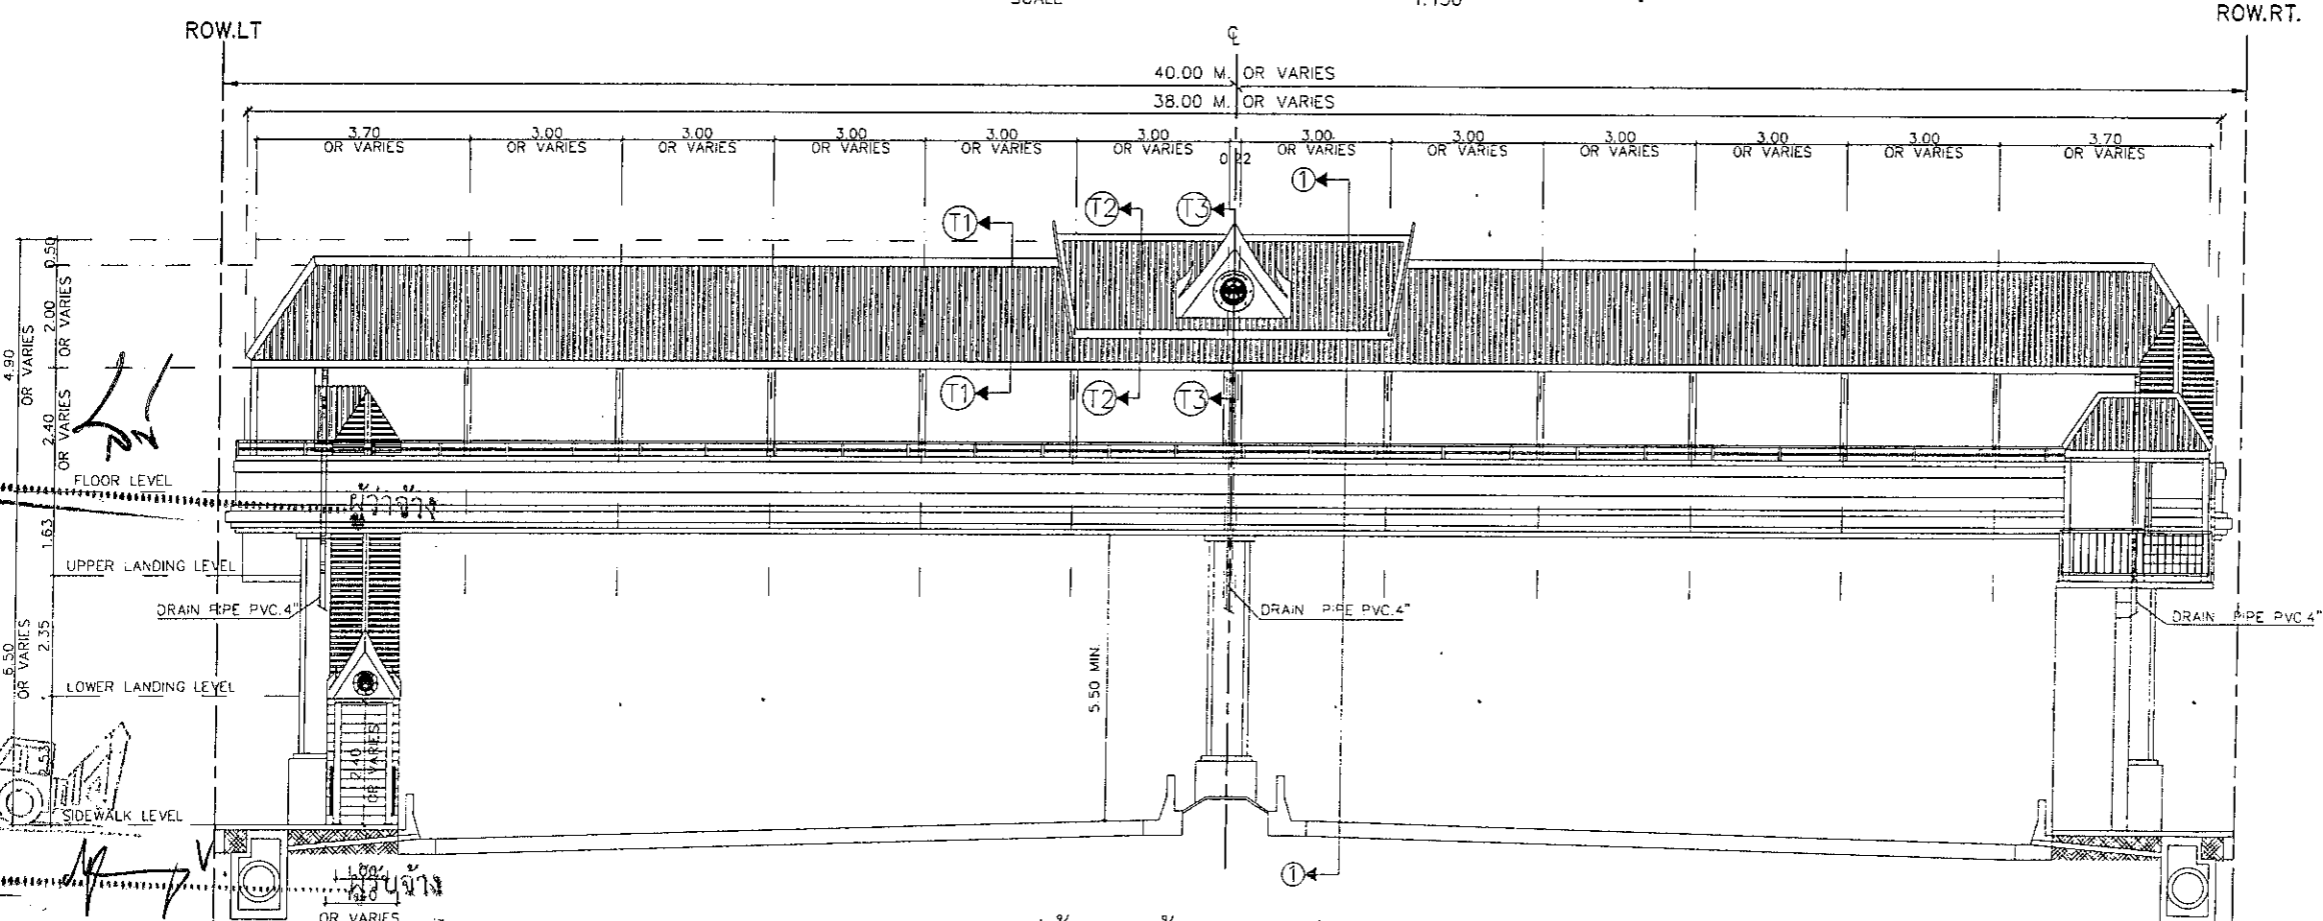 SCALE 1:150
ROW.LT
ROW.RT.
40.00 M. OR VARIES
38.00 M. OR VARIES
3.70 3.00 3.00 3.00 3.00 3.00 3.00 3.00 3.00 3.00 3.00 3.70
OR VARIES OR VARIES OR VARIES OR VARIES OR VARIES OR VARIES OR VARIES OR VARIES OR VARIES OR VARIES OR VARIES OR VARIES
0.22
1
T1 T2 T3
0.50
2.00
OR VARIES
4.90
OR VARIES
2.40
OR VARIES
T1 T2 T3
FLOOR LEVEL
ผู้ว่าจ้าง
1.63
UPPER LANDING LEVEL
DRAIN PIPE PVC.4"
DRAIN PIPE PVC.4"
DRAIN PIPE PVC 4"
6.50
OR VARIES
2.35
LOWER LANDING LEVEL
5.50 MIN.
2.40
OR VARIES
2.53
SIDEWALK LEVEL
1
ผู้รับจ้าง
OR VARIES